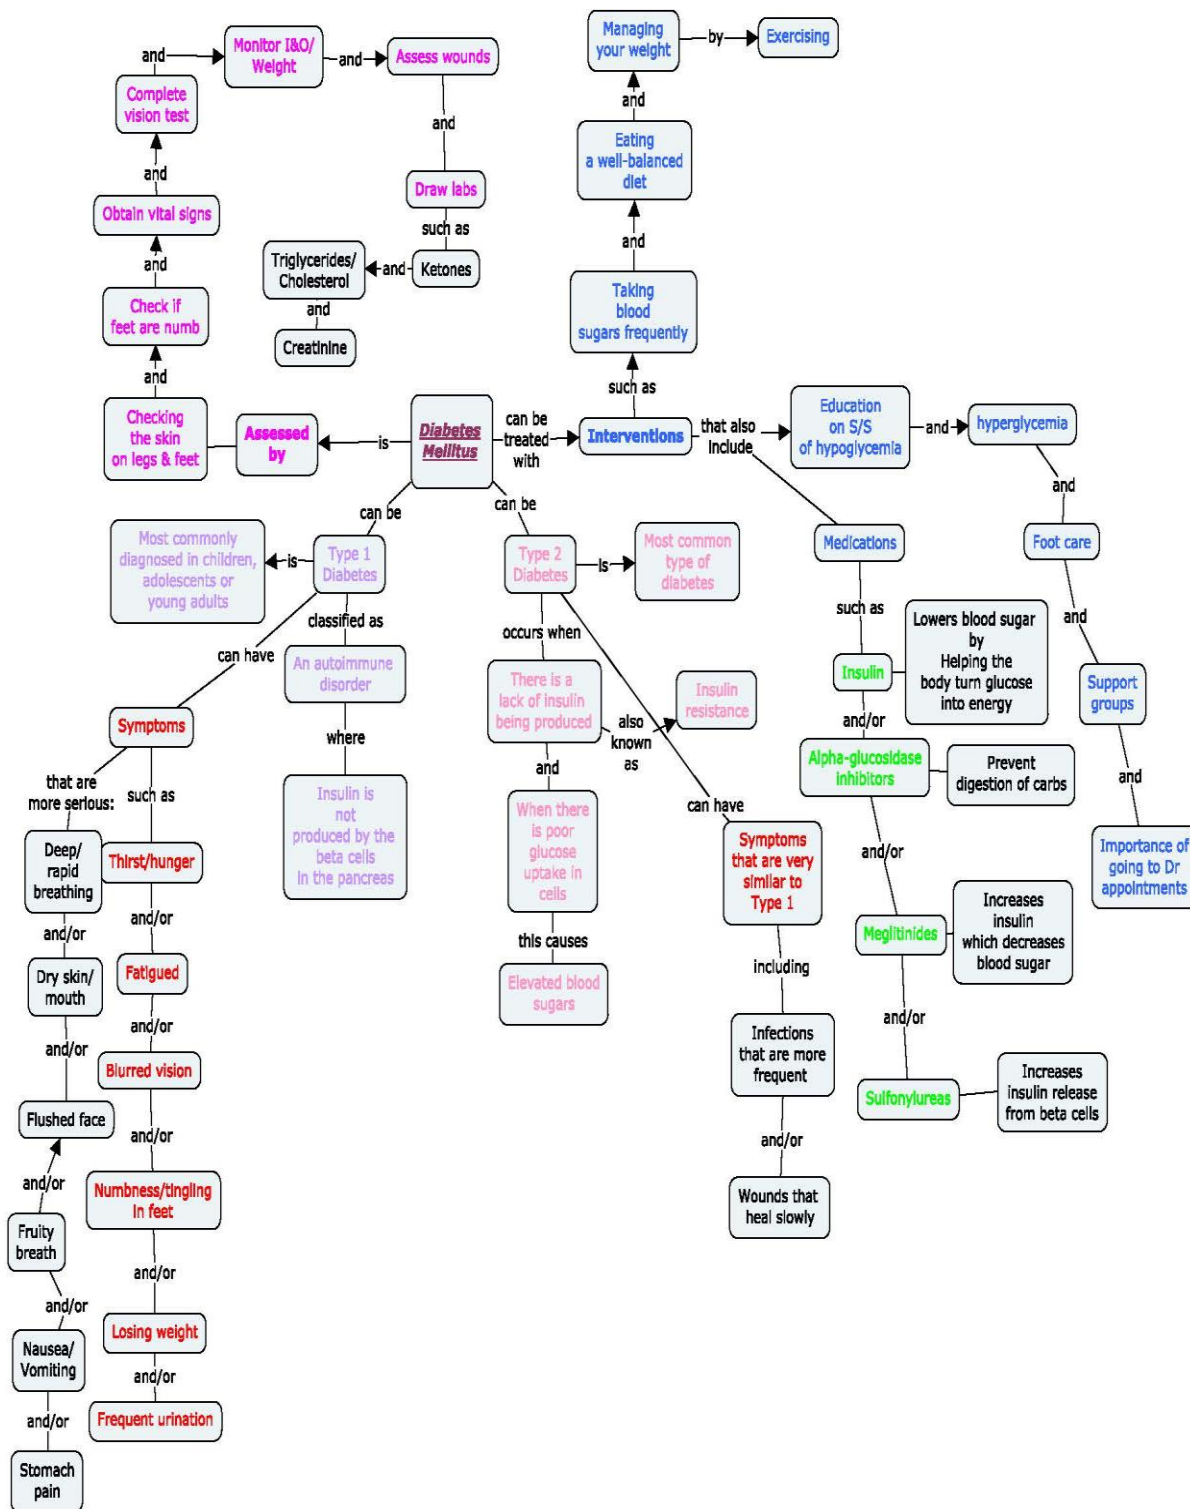 Diabetes
Mellitus
is
Assessed
by
Checking
the skin
on legs & feet
and
Check if
feet are numb
and
Obtain vital signs
and
Complete
vision test
and
Monitor I&O/
Weight
and
Assess wounds
and
Draw labs
such as
Ketones
and
Triglycerides/
Cholesterol
and
Creatinine
can be
treated
with
Interventions
such as
Taking
blood
sugars frequently
and
Eating
a well-balanced
diet
and
Managing
your weight
by
Exercising
that also
include
Education
on S/S
of hypoglycemia
and
hyperglycemia
and
Foot care
and
Support
groups
and
Importance of
going to Dr
appointments
Medications
such as
Insulin
Lowers blood sugar
by
Helping the
body turn glucose
into energy
and/or
Alpha-glucosidase
inhibitors
Prevent
digestion of carbs
and/or
Meglitinides
Increases
insulin
which decreases
blood sugar
and/or
Sulfonylureas
Increases
insulin release
from beta cells
can be
Type 1
Diabetes
is
Most commonly
diagnosed in children,
adolescents or
young adults
classified as
An autoimmune
disorder
where
Insulin is
not
produced by the
beta cells
in the pancreas
can have
Symptoms
that are
more serious:
Deep/
rapid
breathing
and/or
Dry skin/
mouth
and/or
Flushed face
and/or
Fruity
breath
and/or
Nausea/
Vomiting
and/or
Stomach
pain
such as
Thirst/hunger
and/or
Fatigued
and/or
Blurred vision
and/or
Numbness/tingling
in feet
and/or
Losing weight
and/or
Frequent urination
can be
Type 2
Diabetes
is
Most common
type of
diabetes
occurs when
There is a
lack of insulin
being produced
also
known
as
Insulin
resistance
and
When there
is poor
glucose
uptake in
cells
this causes
Elevated blood
sugars
can have
Symptoms
that are very
similar to
Type 1
including
Infections
that are more
frequent
and/or
Wounds that
heal slowly